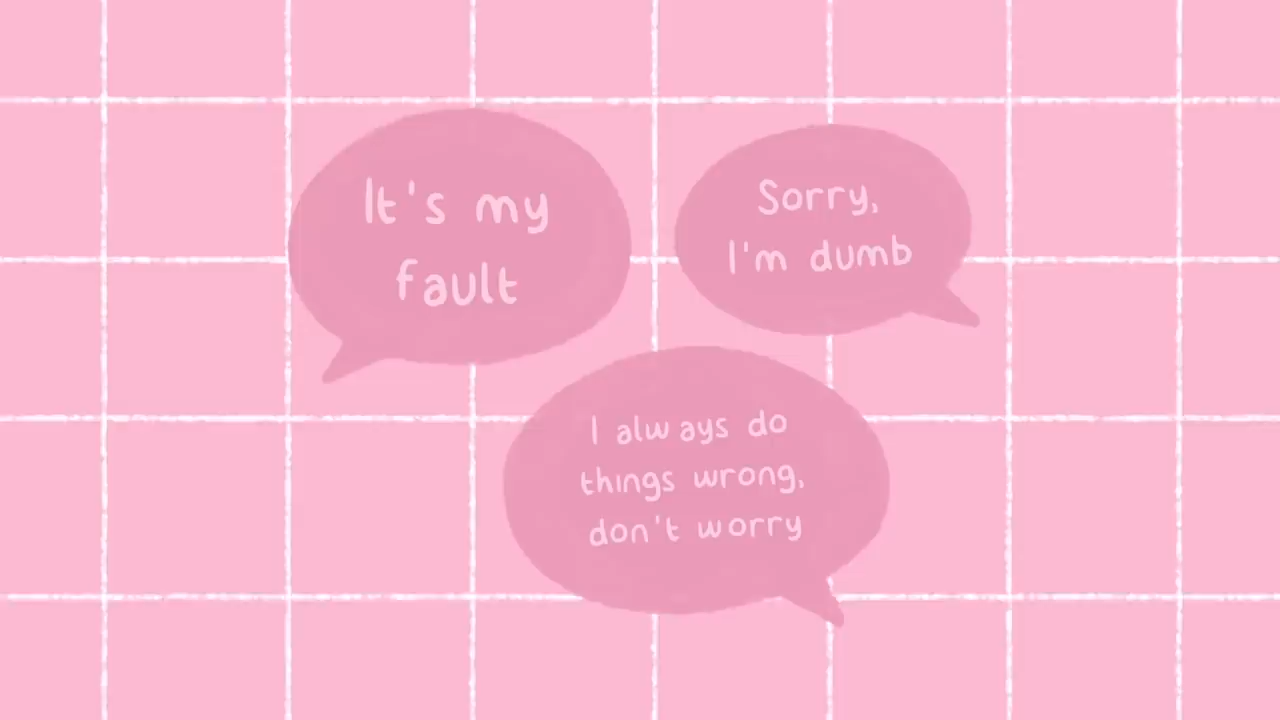 It's my
fault
Sorry,
I'm dumb
I always do
things wrong,
don't worry